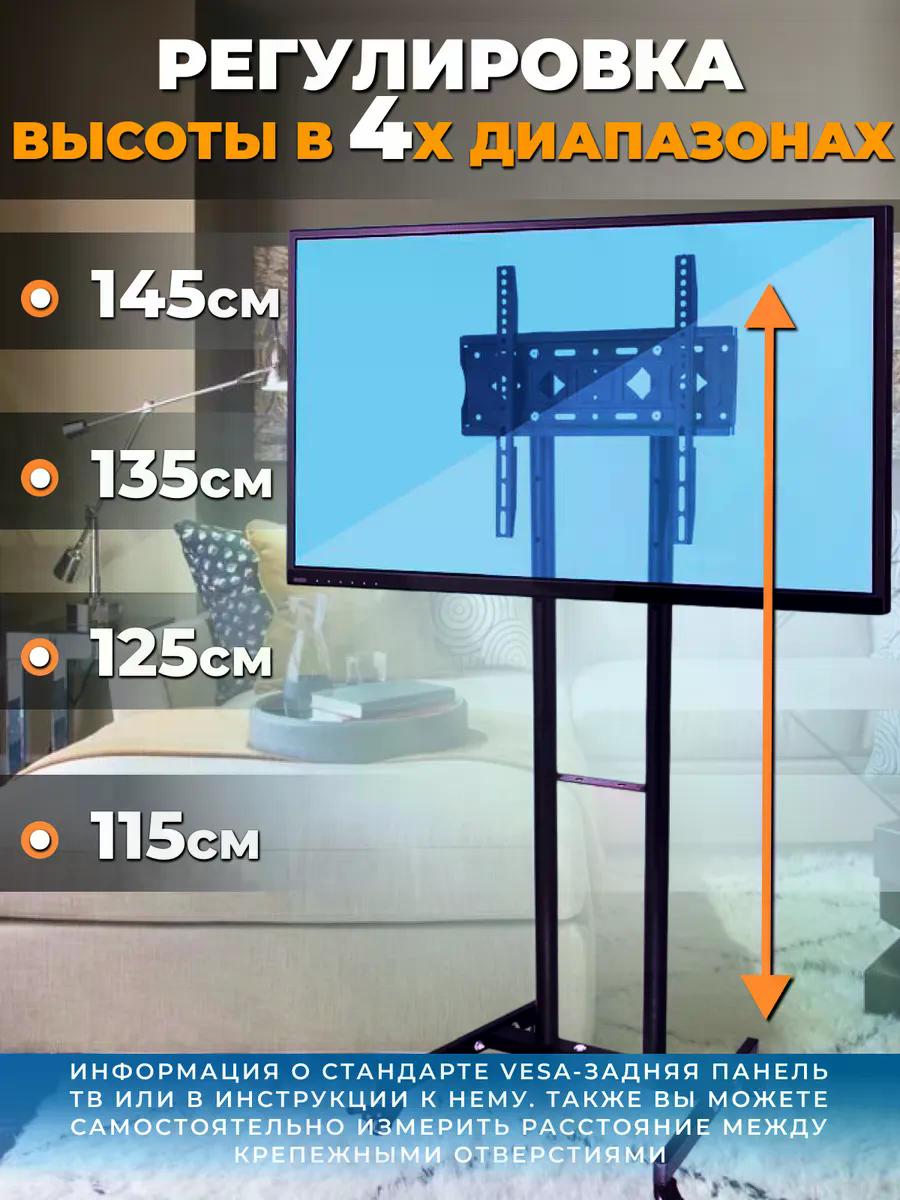 РЕГУЛИРОВКА
ВЫСОТЫ В 4Х ДИАПАЗОНАХ
145см
135см
125см
115см
ИНФОРМАЦИЯ О СТАНДАРТЕ VESA-ЗАДНЯЯ ПАНЕЛЬ
ТВ ИЛИ В ИНСТРУКЦИИ К НЕМУ. ТАКЖЕ ВЫ МОЖЕТЕ
САМОСТОЯТЕЛЬНО ИЗМЕРИТЬ РАССТОЯНИЕ МЕЖДУ
КРЕПЕЖНЫМИ ОТВЕРСТИЯМИ